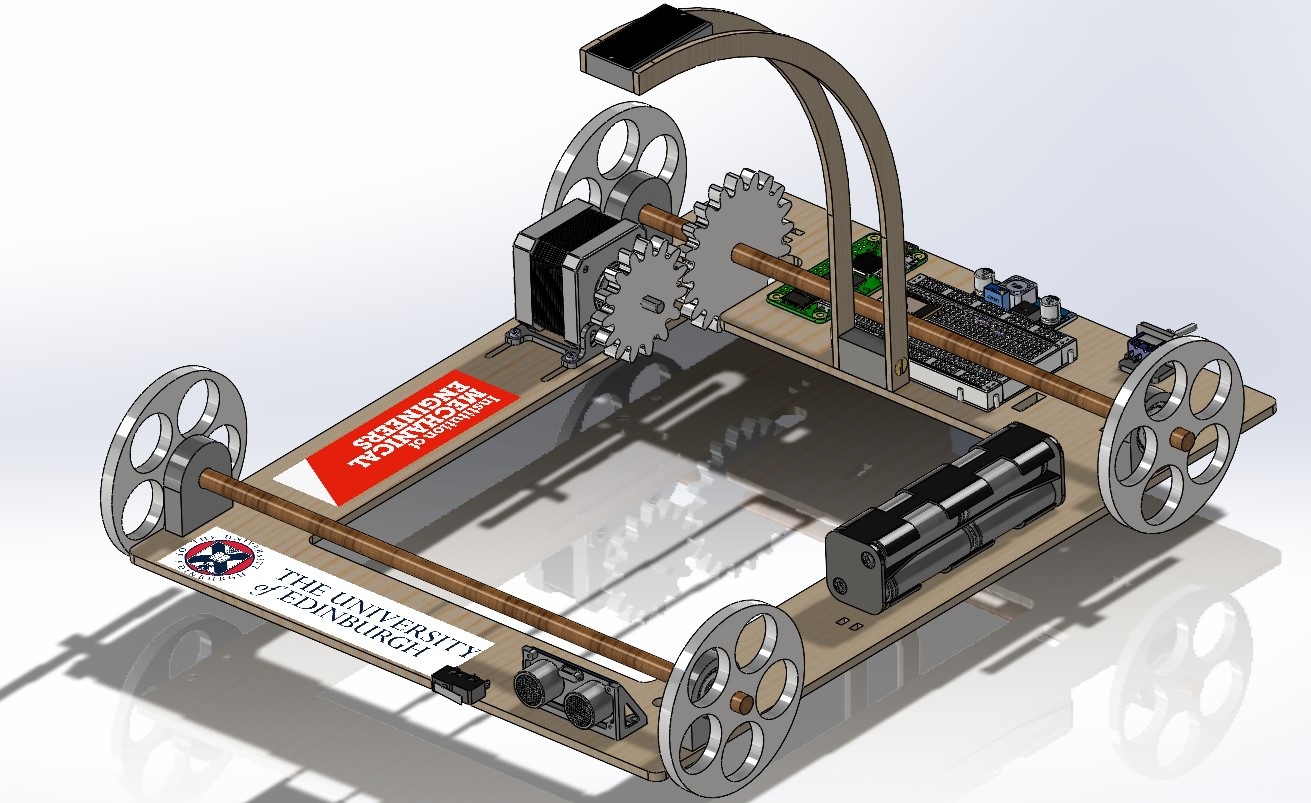 Institution of
MECHANICAL
ENGINEERS
THE UNIVERSITY
of EDINBURGH